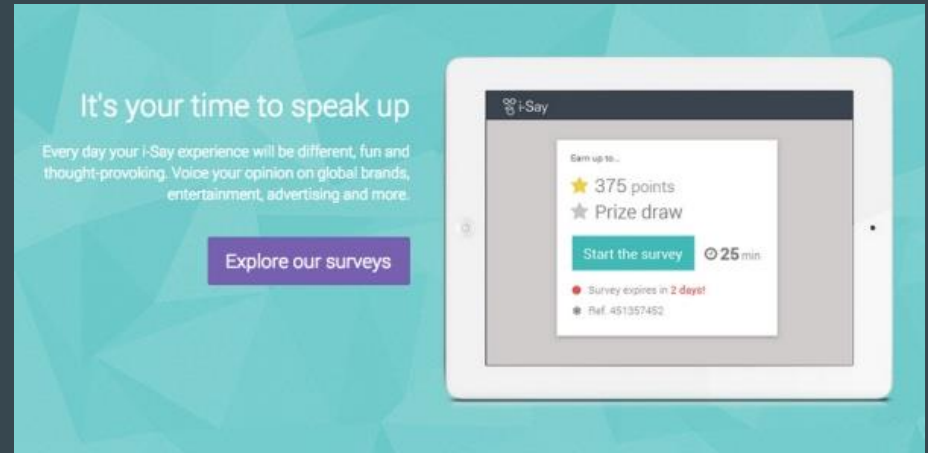 It's your time to speak up
Every day your i-Say experience will be different, fun and
thought-provoking. Voice your opinion on global brands,
entertainment, advertising and more.
Explore our surveys
i-Say
Earn up to...
375 points
Prize draw
Start the survey 25 min
Survey expires in 2 days!
Ref. 451357452